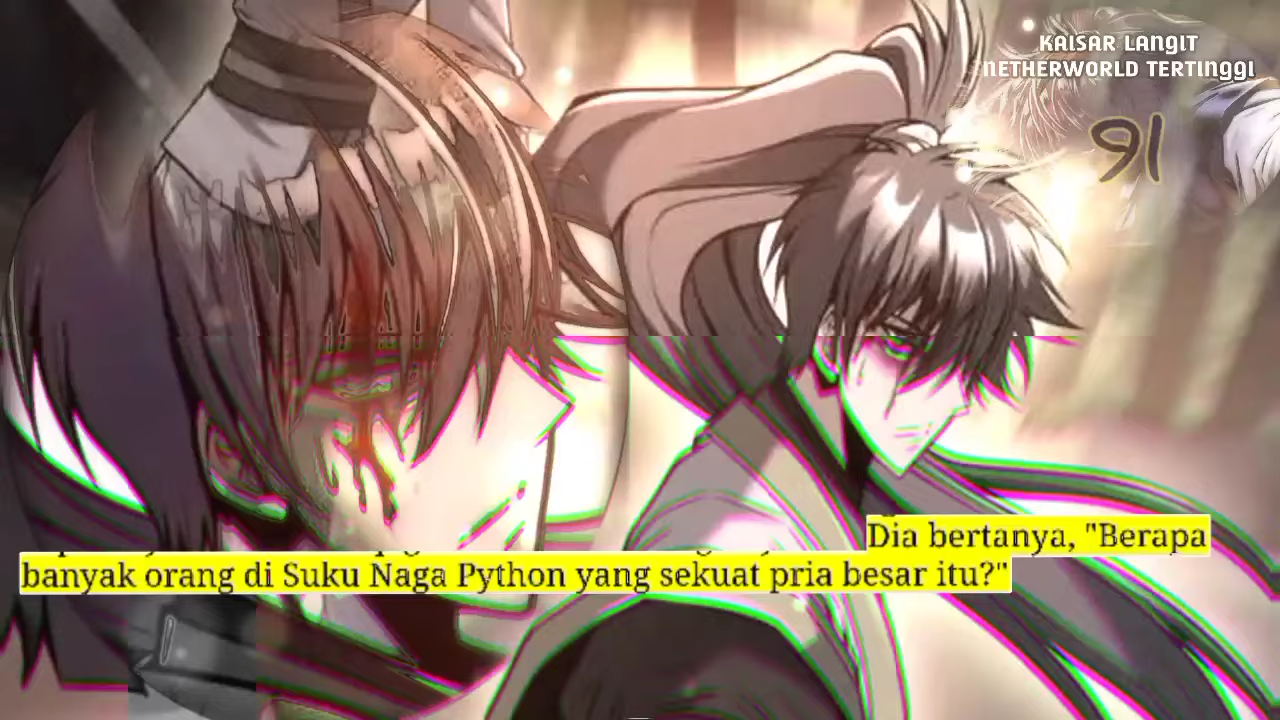 KAISAR LANGIT
NETHERWORLD TERTINGGI
91
Dia bertanya, "Berapa
banyak orang di Suku Naga Python yang sekuat pria besar itu?"